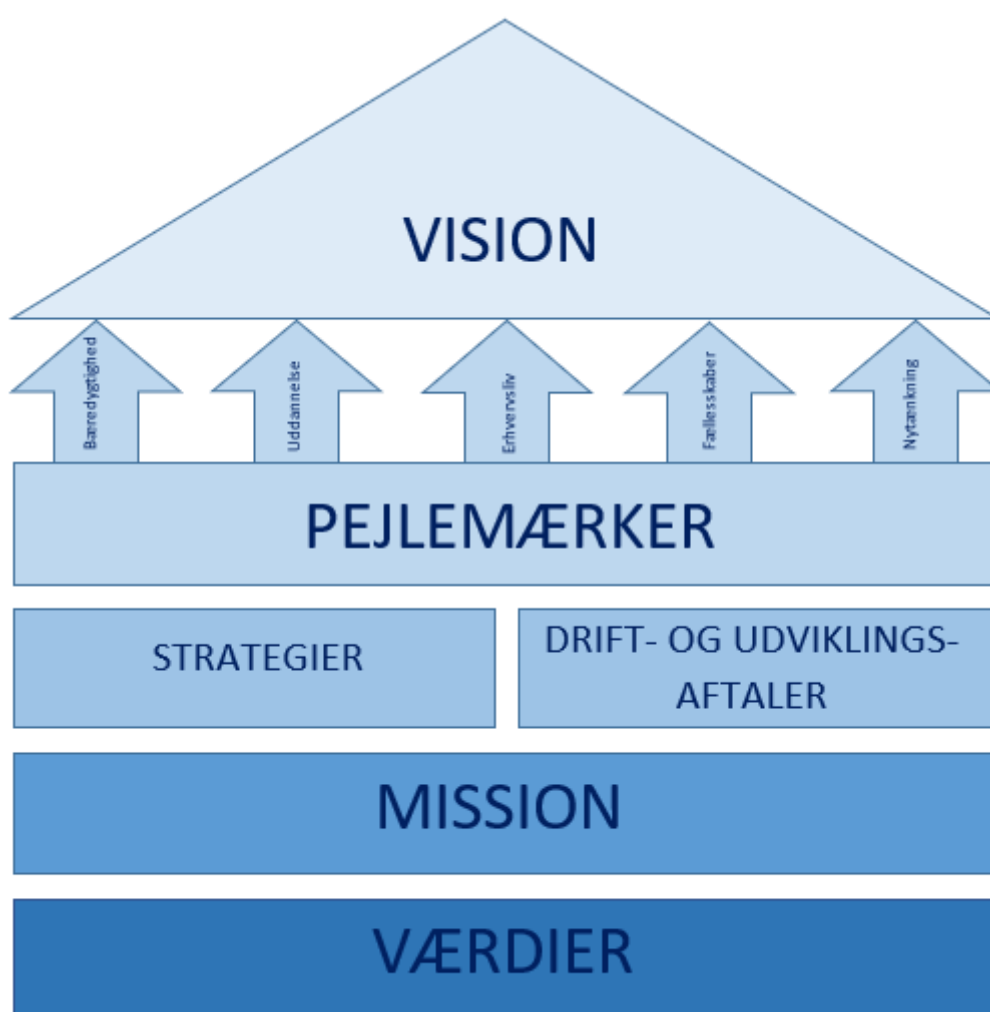 VISION
Bæredygtighed
Uddannelse
Erhvervsliv
Fællesskaber
Nytænkning
PEJLEMÆRKER
STRATEGIER
DRIFT- OG UDVIKLINGS-
AFTALER
MISSION
VÆRDIER